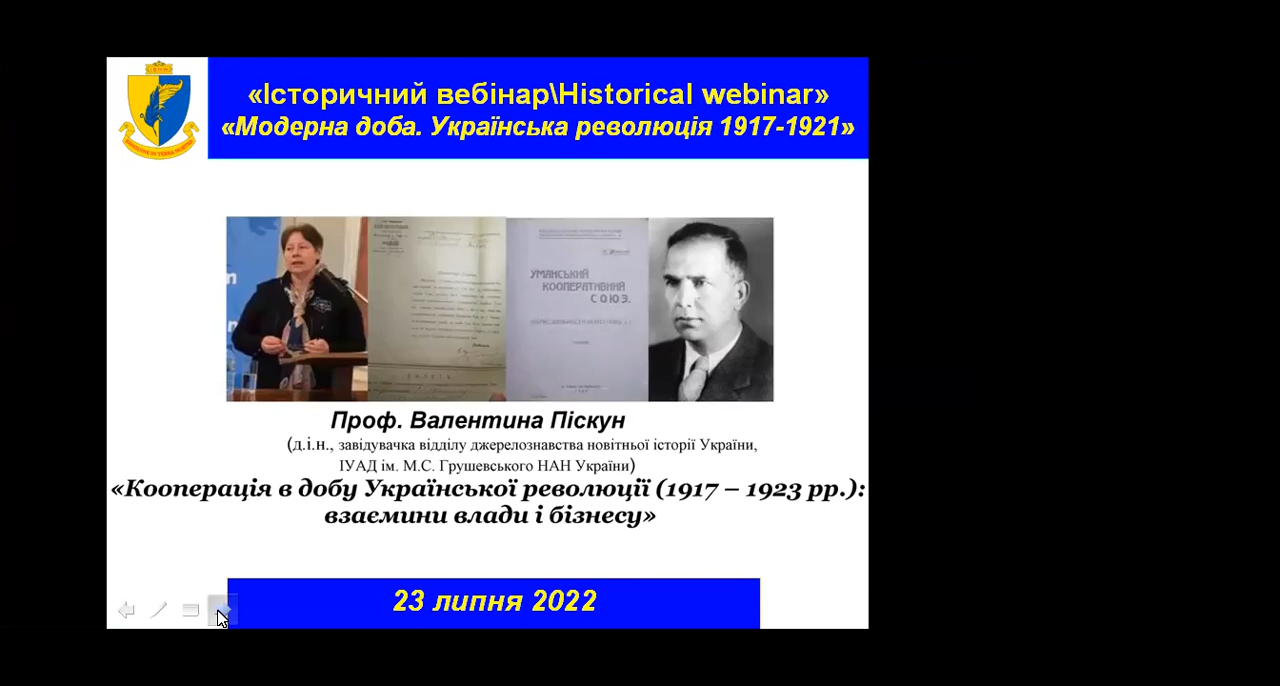 «Історичний вебінар\Historical webinar»
«Модерна доба. Українська революція 1917-1921»
УМАНСЬКИЙ
КООПЕРАТИВНИЙ
СОЮЗ.
Проф. Валентина Піскун
(д.і.н., завідувачка відділу джерелознавства новітньої історії України,
ІУАД ім. М.С. Грушевського НАН України)
«Кооперація в добу Української революції (1917 – 1923 рр.):
взаємини влади і бізнесу»
23 липня 2022